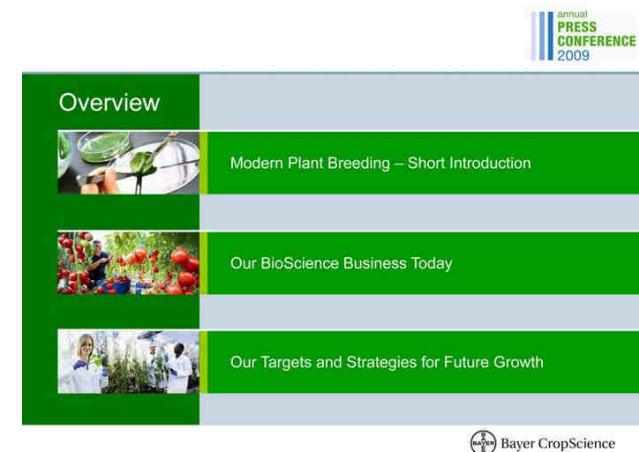 annual
PRESS
CONFERENCE
2009
Overview
Modern Plant Breeding – Short Introduction
Our BioScience Business Today
Our Targets and Strategies for Future Growth
BAYER
Bayer CropScience